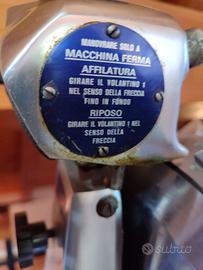 MANOVRARE SOLO A
MACCHINA FERMA
AFFILATURA
GIRARE IL VOLANTINO 1
NEL SENSO DELLA FRECCIA
FINO IN FONDO
RIPOSO
GIRARE IL VOLANTINO 1 NEL
SENSO DELLA
FRECCIA
subito